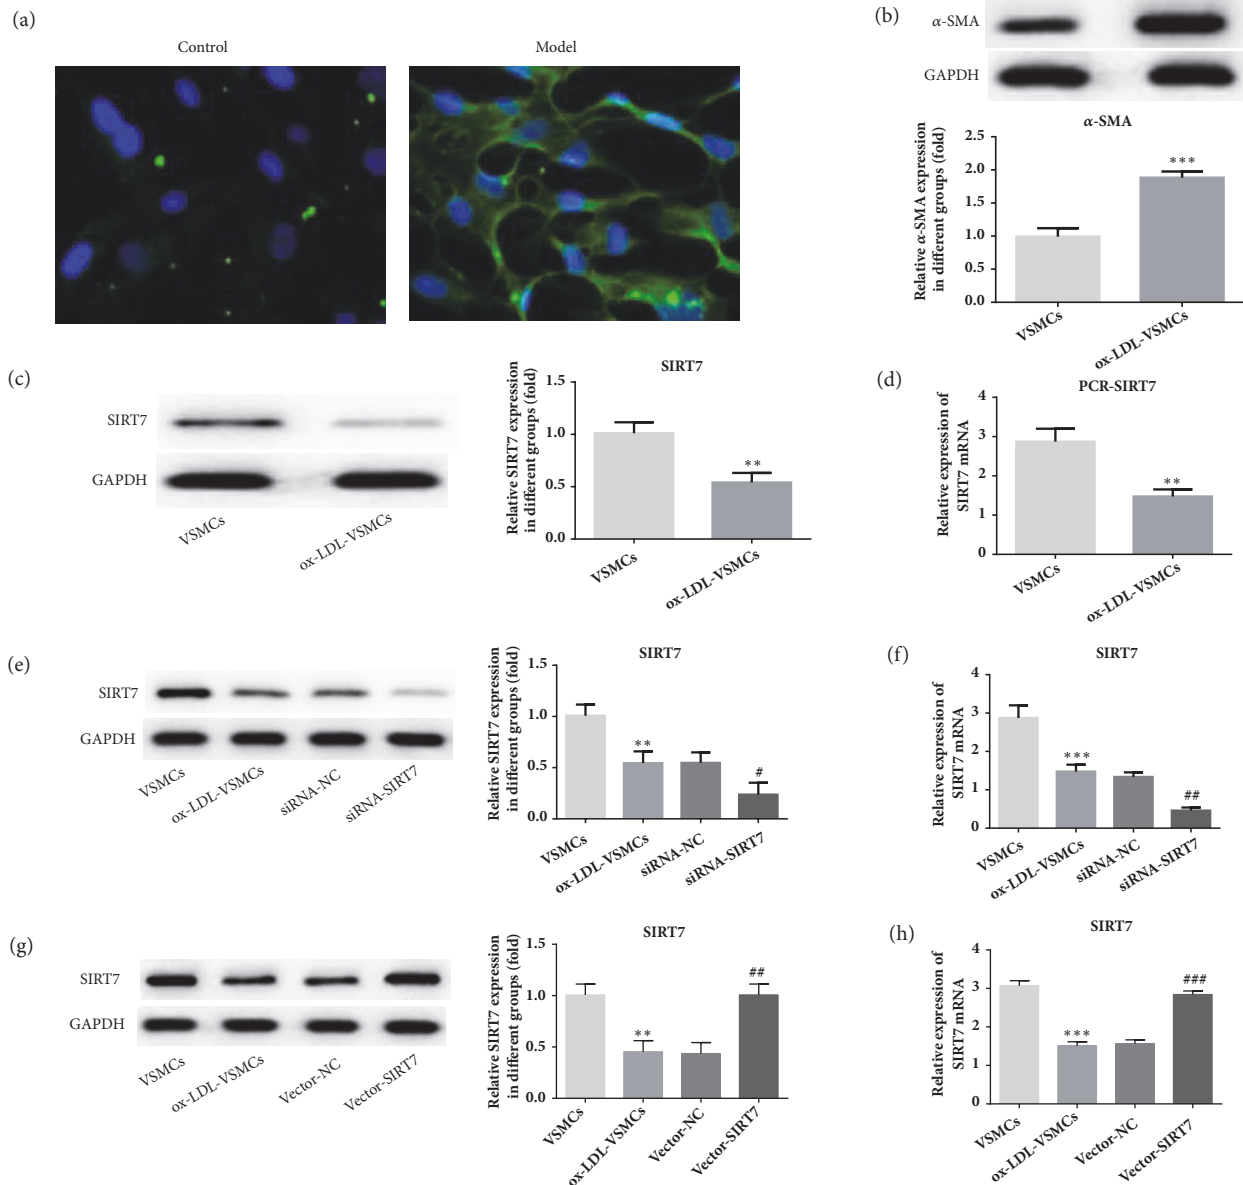 (a)
Control
Model
(b)
α-SMA
GAPDH
α-SMA
Relative α-SMA expression
in different groups (fold)
2.5
2.0
1.5
1.0
0.5
0.0
***
VSMCs
ox-LDL-VSMCs
(c)
SIRT7
GAPDH
VSMCs
ox-LDL-VSMCs
SIRT7
Relative SIRT7 expression
in different groups (fold)
1.5
1.0
0.5
0.0
**
VSMCs
ox-LDL-VSMCs
(d)
PCR-SIRT7
Relative expression of
SIRT7 mRNA
4
3
2
1
0
**
VSMCs
ox-LDL-VSMCs
(e)
SIRT7
GAPDH
VSMCs
ox-LDL-VSMCs
siRNA-NC
siRNA-SIRT7
SIRT7
Relative SIRT7 expression
in different groups (fold)
1.5
1.0
0.5
0.0
**
#
VSMCs
ox-LDL-VSMCs
siRNA-NC
siRNA-SIRT7
(f)
SIRT7
Relative expression of
SIRT7 mRNA
4
3
2
1
0
***
##
VSMCs
ox-LDL-VSMCs
siRNA-NC
siRNA-SIRT7
(g)
SIRT7
GAPDH
VSMCs
ox-LDL-VSMCs
Vector-NC
Vector-SIRT7
SIRT7
Relative SIRT7 expression
in different groups (fold)
1.5
1.0
0.5
0.0
**
##
VSMCs
ox-LDL-VSMCs
Vector-NC
Vector-SIRT7
(h)
SIRT7
Relative expression of
SIRT7 mRNA
4
3
2
1
0
***
###
VSMCs
ox-LDL-VSMCs
Vector-NC
Vector-SIRT7